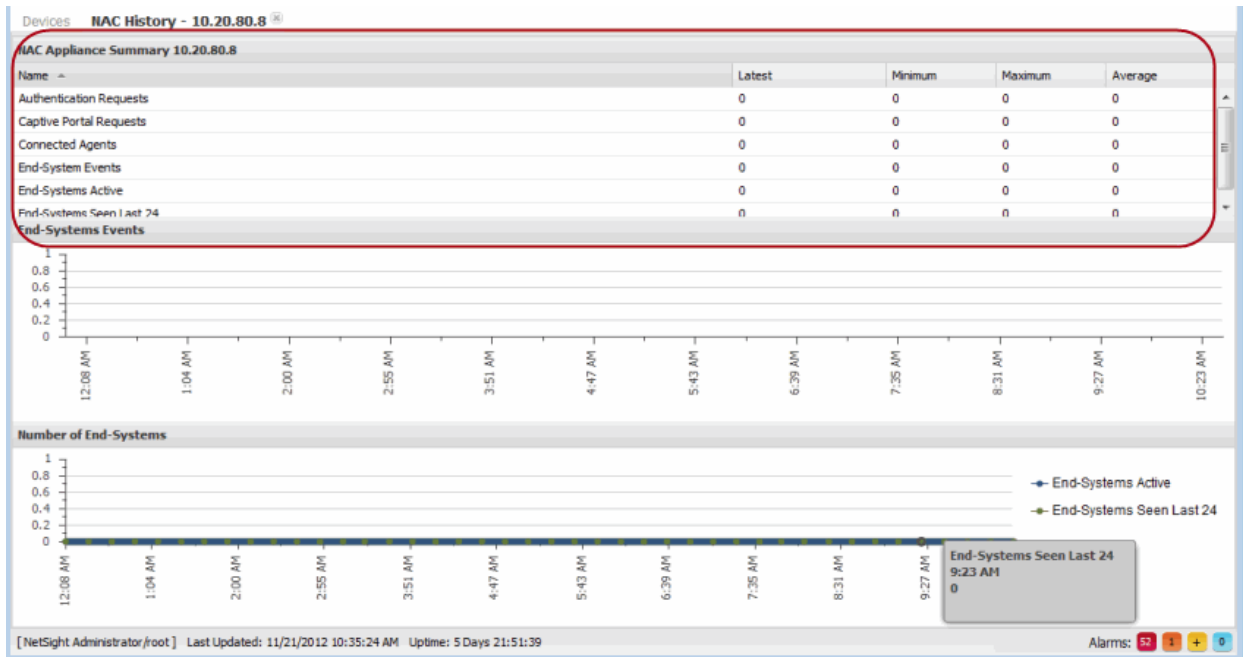 Devices NAC History - 10.20.80.8
NAC Appliance Summary 10.20.80.8
Name Latest Minimum Maximum Average
Authentication Requests 0 0 0 0
Captive Portal Requests 0 0 0 0
Connected Agents 0 0 0 0
End-System Events 0 0 0 0
End-Systems Active 0 0 0 0
End-Systems Seen Last 24 0 0 0 0
End-Systems Events
1
0.8
0.6
0.4
0.2
0
12:08 AM 1:04 AM 2:00 AM 2:55 AM 3:51 AM 4:47 AM 5:43 AM 6:39 AM 7:35 AM 8:31 AM 9:27 AM 10:23 AM
Number of End-Systems
1
0.8
0.6
0.4
0.2
0
End-Systems Active
End-Systems Seen Last 24
12:08 AM 1:04 AM 2:00 AM 2:55 AM 3:51 AM 4:47 AM 5:43 AM 6:39 AM 7:35 AM 8:31 AM 9:27 AM
End-Systems Seen Last 24
9:23 AM
0
[ NetSight Administrator/root ] Last Updated: 11/21/2012 10:35:24 AM Uptime: 5 Days 21:51:39 Alarms: 52 1 + 0